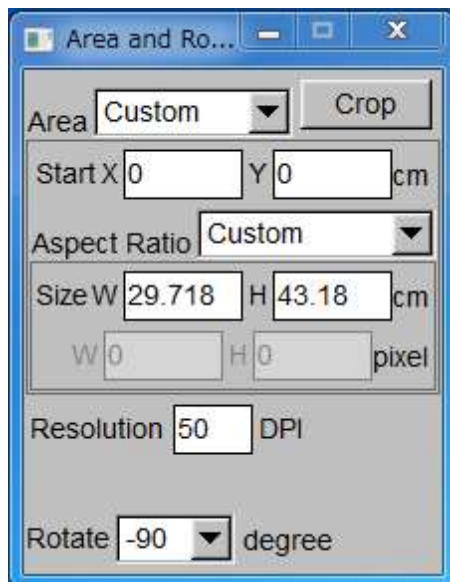 Area and Ro...
Area Custom Crop
Start X 0 Y 0 cm
Aspect Ratio Custom
Size W 29.718 H 43.18 cm
W 0 H 0 pixel
Resolution 50 DPI
Rotate -90 degree